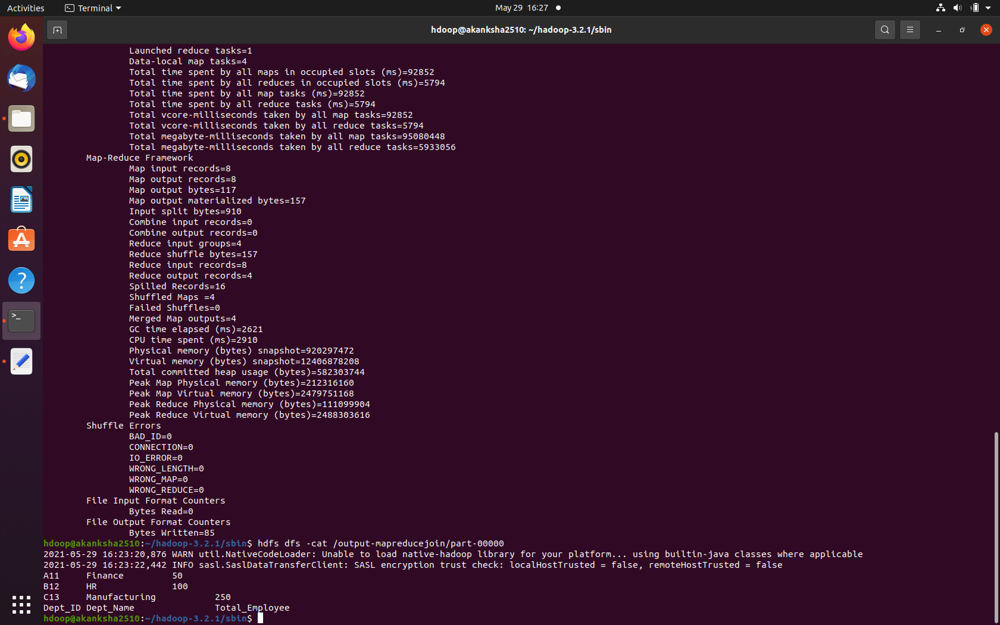 Activities
Terminal
May 29 16:27
hdoop@akanksha2510: ~/hadoop-3.2.1/sbin
Launched reduce tasks=1
Data-local map tasks=4
Total time spent by all maps in occupied slots (ms)=92852
Total time spent by all reduces in occupied slots (ms)=5794
Total time spent by all map tasks (ms)=92852
Total time spent by all reduce tasks (ms)=5794
Total vcore-milliseconds taken by all map tasks=92852
Total vcore-milliseconds taken by all reduce tasks=5794
Total megabyte-milliseconds taken by all map tasks=95080448
Total megabyte-milliseconds taken by all reduce tasks=5933056
Map-Reduce Framework
Map input records=8
Map output records=8
Map output bytes=117
Map output materialized bytes=157
Input split bytes=910
Combine input records=0
Combine output records=0
Reduce input groups=4
Reduce shuffle bytes=157
Reduce input records=8
Reduce output records=4
Spilled Records=16
Shuffled Maps =4
Failed Shuffles=0
Merged Map outputs=4
GC time elapsed (ms)=2621
CPU time spent (ms)=2910
Physical memory (bytes) snapshot=920297472
Virtual memory (bytes) snapshot=12406878208
Total committed heap usage (bytes)=582303744
Peak Map Physical memory (bytes)=212316160
Peak Map Virtual memory (bytes)=2479751168
Peak Reduce Physical memory (bytes)=111099904
Peak Reduce Virtual memory (bytes)=2488303616
Shuffle Errors
BAD_ID=0
CONNECTION=0
IO_ERROR=0
WRONG_LENGTH=0
WRONG_MAP=0
WRONG_REDUCE=0
File Input Format Counters
Bytes Read=0
File Output Format Counters
Bytes Written=85
hdoop@akanksha2510:~/hadoop-3.2.1/sbin$ hdfs dfs -cat /output-mapreducejoin/part-00000
2021-05-29 16:23:20,876 WARN util.NativeCodeLoader: Unable to load native-hadoop library for your platform... using builtin-java classes where applicable
2021-05-29 16:23:22,442 INFO sasl.SaslDataTransferClient: SASL encryption trust check: localHostTrusted = false, remoteHostTrusted = false
A11 Finance 50
B12 HR 100
C13 Manufacturing 250
Dept_ID Dept_Name Total_Employee
hdoop@akanksha2510:~/hadoop-3.2.1/sbin$